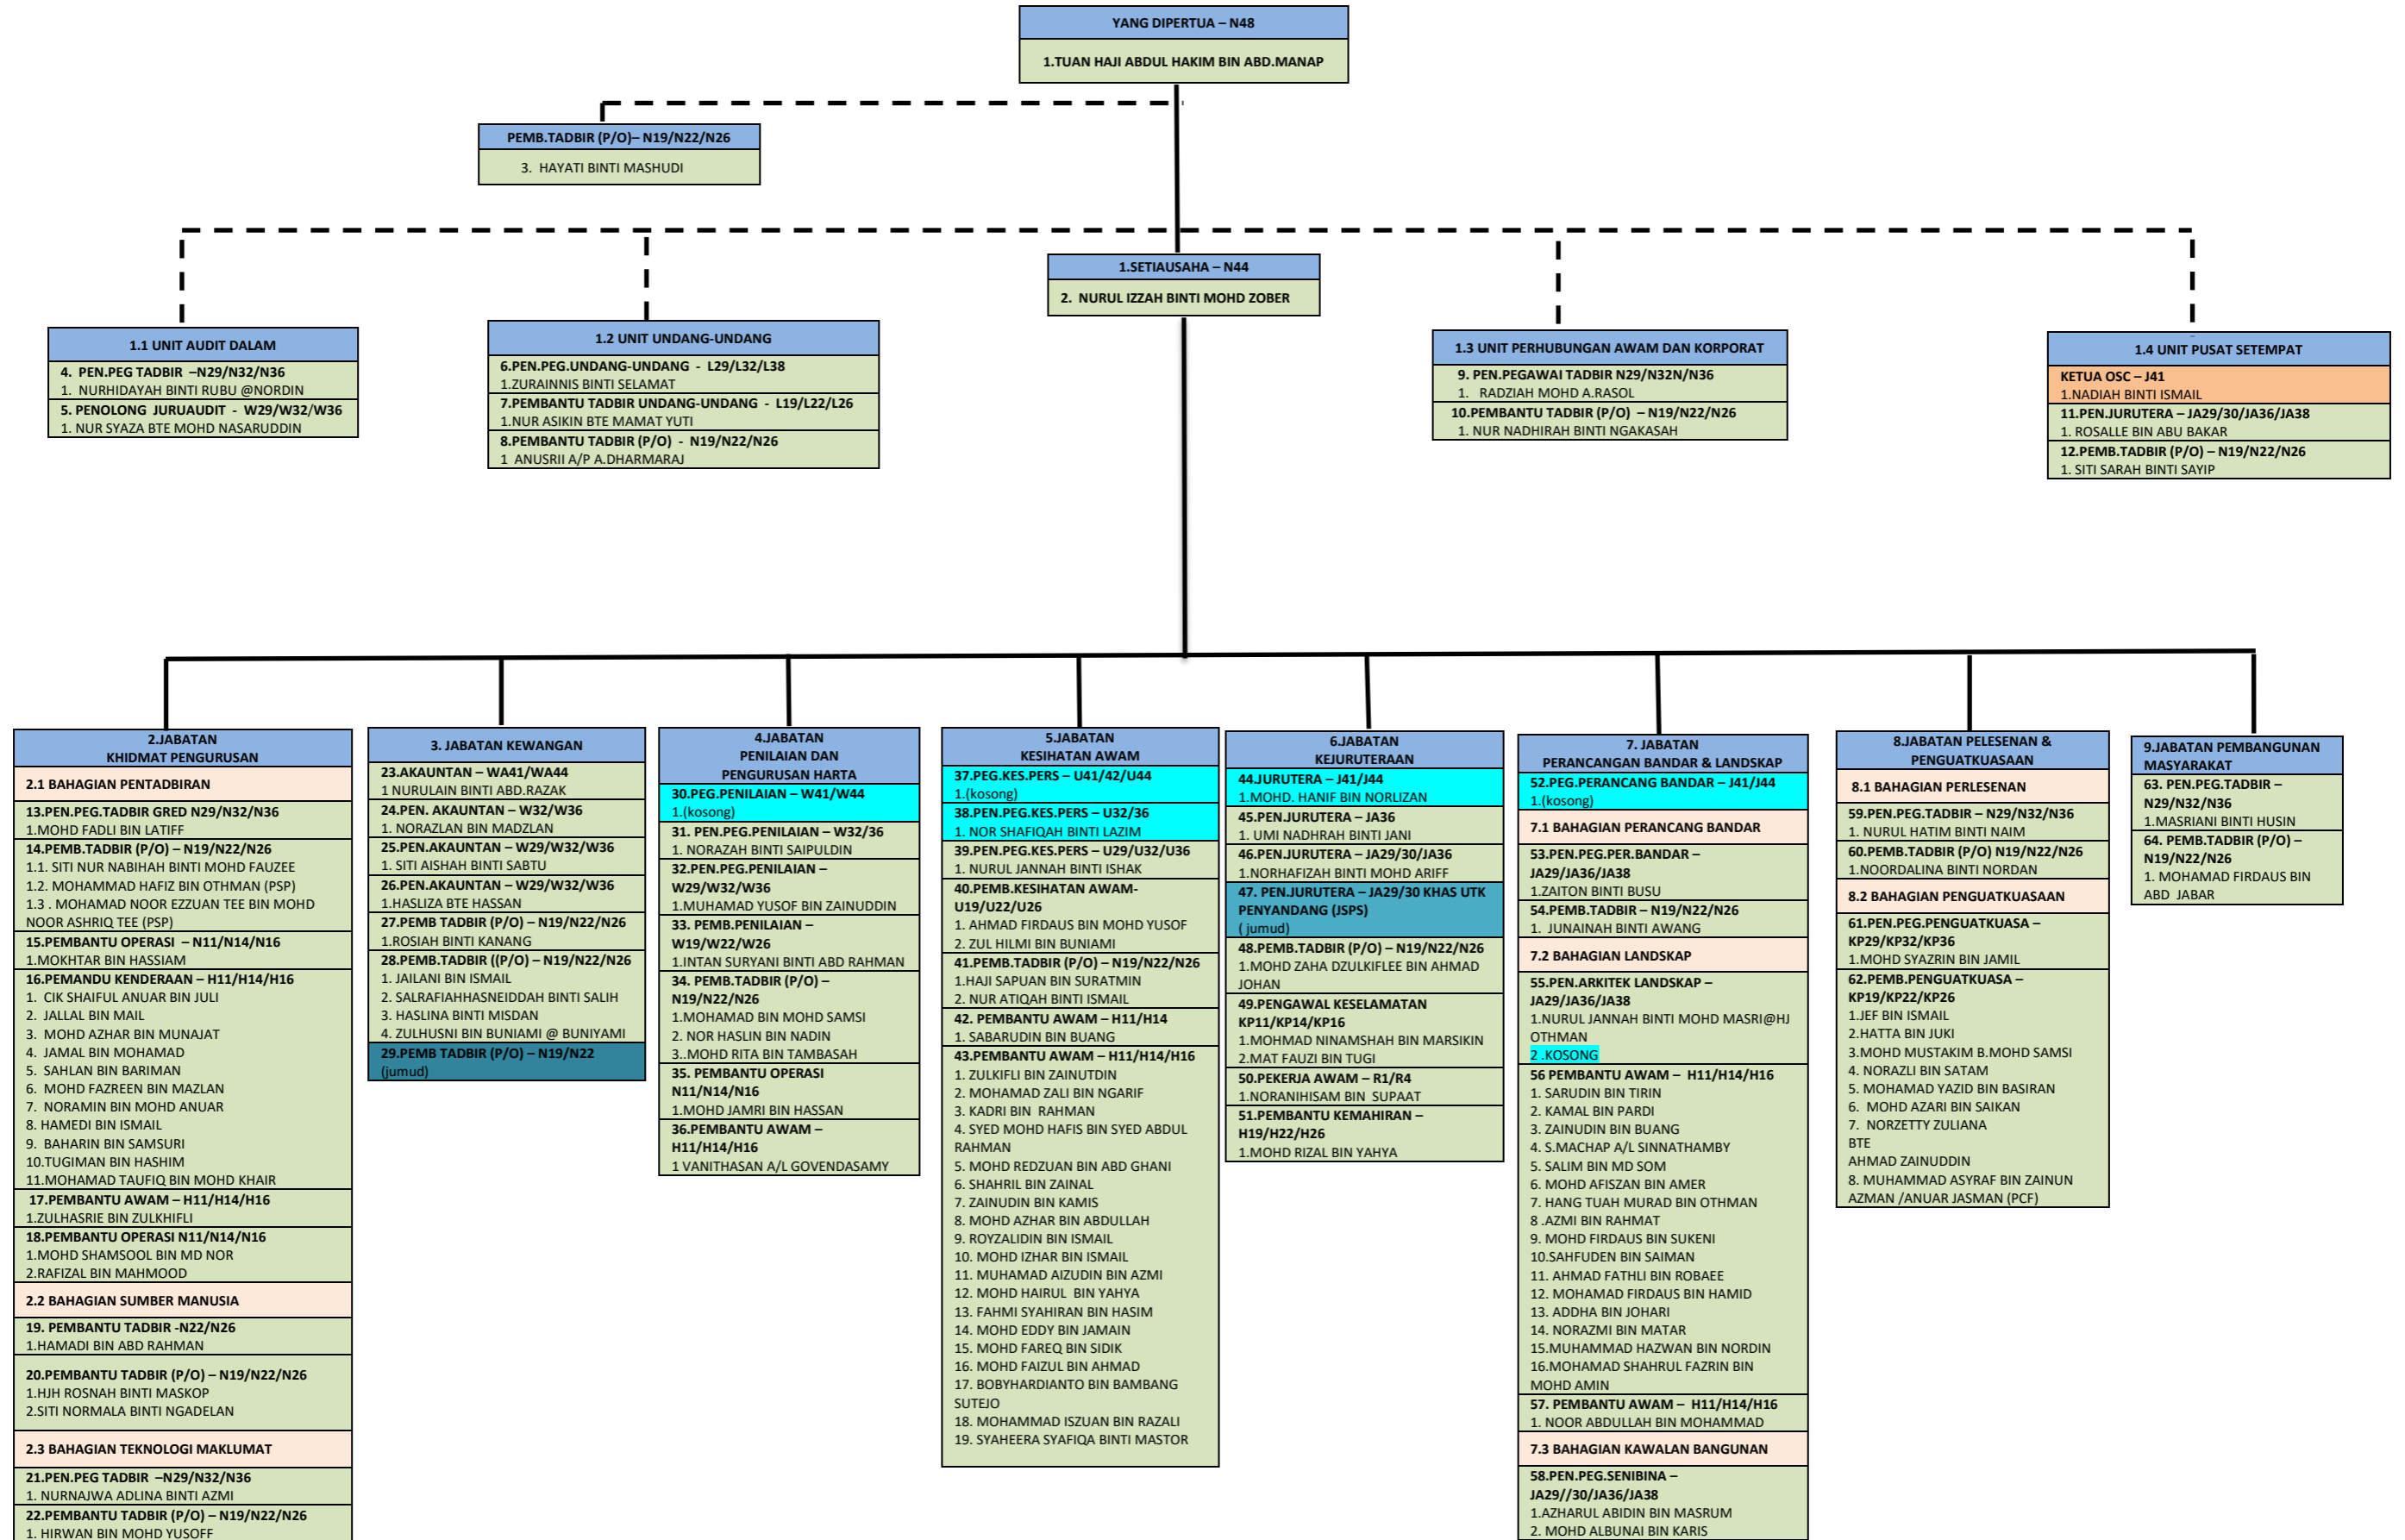 YANG DIPERTUA – N48
1.TUAN HAJI ABDUL HAKIM BIN ABD.MANAP
PEMB.TADBIR (P/O)– N19/N22/N26
3. HAYATI BINTI MASHUDI
1.SETIAUSAHA – N44
2. NURUL IZZAH BINTI MOHD ZOBER
1.1 UNIT AUDIT DALAM
4. PEN.PEG TADBIR –N29/N32/N36
1. NURHIDAYAH BINTI RUBU @NORDIN
5. PENOLONG JURUAUDIT - W29/W32/W36
1. NUR SYAZA BTE MOHD NASARUDDIN
1.2 UNIT UNDANG-UNDANG
6.PEN.PEG.UNDANG-UNDANG - L29/L32/L38
1.ZURAINNIS BINTI SELAMAT
7.PEMBANTU TADBIR UNDANG-UNDANG - L19/L22/L26
1.NUR ASIKIN BTE MAMAT YUTI
8.PEMBANTU TADBIR (P/O) - N19/N22/N26
1 ANUSRII A/P A.DHARMARAJ
1.3 UNIT PERHUBUNGAN AWAM DAN KORPORAT
9. PEN.PEGAWAI TADBIR N29/N32N/N36
1. RADZIAH MOHD A.RASOL
10.PEMBANTU TADBIR (P/O) – N19/N22/N26
1. NUR NADHIRAH BINTI NGAKASAH
1.4 UNIT PUSAT SETEMPAT
KETUA OSC – J41
1.NADIAH BINTI ISMAIL
11.PEN.JURUTERA – JA29/30/JA36/JA38
1. ROSALLE BIN ABU BAKAR
12.PEMB.TADBIR (P/O) – N19/N22/N26
1. SITI SARAH BINTI SAYIP
2.JABATAN
KHIDMAT PENGURUSAN
2.1 BAHAGIAN PENTADBIRAN
13.PEN.PEG.TADBIR GRED N29/N32/N36
1.MOHD FADLI BIN LATIFF
14.PEMB.TADBIR (P/O) – N19/N22/N26
1.1. SITI NUR NABIHAH BINTI MOHD FAUZEE
1.2. MOHAMMAD HAFIZ BIN OTHMAN (PSP)
1.3 . MOHAMAD NOOR EZZUAN TEE BIN MOHD
NOOR ASHRIQ TEE (PSP)
15.PEMBANTU OPERASI – N11/N14/N16
1.MOKHTAR BIN HASSIAM
16.PEMANDU KENDERAAN – H11/H14/H16
1. CIK SHAIFUL ANUAR BIN JULI
2. JALLAL BIN MAIL
3. MOHD AZHAR BIN MUNAJAT
4. JAMAL BIN MOHAMAD
5. SAHLAN BIN BARIMAN
6. MOHD FAZREEN BIN MAZLAN
7. NORAMIN BIN MOHD ANUAR
8. HAMEDI BIN ISMAIL
9. BAHARIN BIN SAMSURI
10.TUGIMAN BIN HASHIM
11.MOHAMAD TAUFIQ BIN MOHD KHAIR
17.PEMBANTU AWAM – H11/H14/H16
1.ZULHASRIE BIN ZULKHIFLI
18.PEMBANTU OPERASI N11/N14/N16
1.MOHD SHAMSOOL BIN MD NOR
2.RAFIZAL BIN MAHMOOD
2.2 BAHAGIAN SUMBER MANUSIA
19. PEMBANTU TADBIR -N22/N26
1.HAMADI BIN ABD RAHMAN
20.PEMBANTU TADBIR (P/O) – N19/N22/N26
1.HJH ROSNAH BINTI MASKOP
2.SITI NORMALA BINTI NGADELAN
2.3 BAHAGIAN TEKNOLOGI MAKLUMAT
21.PEN.PEG TADBIR –N29/N32/N36
1. NURNAJWA ADLINA BINTI AZMI
22.PEMBANTU TADBIR (P/O) – N19/N22/N26
1. HIRWAN BIN MOHD YUSOFF
3. JABATAN KEWANGAN
23.AKAUNTAN – WA41/WA44
1 NURULAIN BINTI ABD.RAZAK
24.PEN. AKAUNTAN – W32/W36
1. NORAZLAN BIN MADZLAN
25.PEN.AKAUNTAN – W29/W32/W36
1. SITI AISHAH BINTI SABTU
26.PEN.AKAUNTAN – W29/W32/W36
1.HASLIZA BTE HASSAN
27.PEMB TADBIR (P/O) – N19/N22/N26
1.ROSIAH BINTI KANANG
28.PEMB.TADBIR ((P/O) – N19/N22/N26
1. JAILANI BIN ISMAIL
2. SALRAFIAHHASNEIDDAH BINTI SALIH
3. HASLINA BINTI MISDAN
4. ZULHUSNI BIN BUNIAMI @ BUNIYAMI
29.PEMB TADBIR (P/O) – N19/N22
(jumud)
4.JABATAN
PENILAIAN DAN
PENGURUSAN HARTA
30.PEG.PENILAIAN – W41/W44
1.(kosong)
31. PEN.PEG.PENILAIAN – W32/36
1. NORAZAH BINTI SAIPULDIN
32.PEN.PEG.PENILAIAN –
W29/W32/W36
1.MUHAMAD YUSOF BIN ZAINUDDIN
33. PEMB.PENILAIAN –
W19/W22/W26
1.INTAN SURYANI BINTI ABD RAHMAN
34. PEMB.TADBIR (P/O) –
N19/N22/N26
1.MOHAMAD BIN MOHD SAMSI
2. NOR HASLIN BIN NADIN
3..MOHD RITA BIN TAMBASAH
35. PEMBANTU OPERASI
N11/N14/N16
1.MOHD JAMRI BIN HASSAN
36.PEMBANTU AWAM –
H11/H14/H16
1 VANITHASAN A/L GOVENDASAMY
5.JABATAN
KESIHATAN AWAM
37.PEG.KES.PERS – U41/42/U44
1.(kosong)
38.PEN.PEG.KES.PERS – U32/36
1. NOR SHAFIQAH BINTI LAZIM
39.PEN.PEG.KES.PERS – U29/U32/U36
1. NURUL JANNAH BINTI ISHAK
40.PEMB.KESIHATAN AWAM-
U19/U22/U26
1. AHMAD FIRDAUS BIN MOHD YUSOF
2. ZUL HILMI BIN BUNIAMI
41.PEMB.TADBIR (P/O) – N19/N22/N26
1.HAJI SAPUAN BIN SURATMIN
2. NUR ATIQAH BINTI ISMAIL
42. PEMBANTU AWAM – H11/H14
1. SABARUDIN BIN BUANG
43.PEMBANTU AWAM – H11/H14/H16
1. ZULKIFLI BIN ZAINUTDIN
2. MOHAMAD ZALI BIN NGARIF
3. KADRI BIN RAHMAN
4. SYED MOHD HAFIS BIN SYED ABDUL
RAHMAN
5. MOHD REDZUAN BIN ABD GHANI
6. SHAHRIL BIN ZAINAL
7. ZAINUDIN BIN KAMIS
8. MOHD AZHAR BIN ABDULLAH
9. ROYZALIDIN BIN ISMAIL
10. MOHD IZHAR BIN ISMAIL
11. MUHAMAD AIZUDIN BIN AZMI
12. MOHD HAIRUL BIN YAHYA
13. FAHMI SYAHIRAN BIN HASIM
14. MOHD EDDY BIN JAMAIN
15. MOHD FAREQ BIN SIDIK
16. MOHD FAIZUL BIN AHMAD
17. BOBYHARDIANTO BIN BAMBANG
SUTEJO
18. MOHAMMAD ISZUAN BIN RAZALI
19. SYAHEERA SYAFIQA BINTI MASTOR
6.JABATAN
KEJURUTERAAN
44.JURUTERA – J41/J44
1.MOHD. HANIF BIN NORLIZAN
45.PEN.JURUTERA – JA36
1. UMI NADHRAH BINTI JANI
46.PEN.JURUTERA – JA29/30/JA36
1.NORHAFIZAH BINTI MOHD ARIFF
47. PEN.JURUTERA – JA29/30 KHAS UTK
PENYANDANG (JSPS)
( jumud)
48.PEMB.TADBIR (P/O) – N19/N22/N26
1.MOHD ZAHA DZULKIFLEE BIN AHMAD
JOHAN
49.PENGAWAL KESELAMATAN
KP11/KP14/KP16
1.MOHMAD NINAMSHAH BIN MARSIKIN
2.MAT FAUZI BIN TUGI
50.PEKERJA AWAM – R1/R4
1.NORANIHISAM BIN SUPAAT
51.PEMBANTU KEMAHIRAN –
H19/H22/H26
1.MOHD RIZAL BIN YAHYA
7. JABATAN
PERANCANGAN BANDAR & LANDSKAP
52.PEG.PERANCANG BANDAR – J41/J44
1.(kosong)
7.1 BAHAGIAN PERANCANG BANDAR
53.PEN.PEG.PER.BANDAR –
JA29/JA36/JA38
1.ZAITON BINTI BUSU
54.PEMB.TADBIR – N19/N22/N26
1. JUNAINAH BINTI AWANG
7.2 BAHAGIAN LANDSKAP
55.PEN.ARKITEK LANDSKAP –
JA29/JA36/JA38
1.NURUL JANNAH BINTI MOHD MASRI@HJ
OTHMAN
2 .KOSONG
56 PEMBANTU AWAM – H11/H14/H16
1. SARUDIN BIN TIRIN
2. KAMAL BIN PARDI
3. ZAINUDIN BIN BUANG
4. S.MACHAP A/L SINNATHAMBY
5. SALIM BIN MD SOM
6. MOHD AFISZAN BIN AMER
7. HANG TUAH MURAD BIN OTHMAN
8 .AZMI BIN RAHMAT
9. MOHD FIRDAUS BIN SUKENI
10.SAHFUDEN BIN SAIMAN
11. AHMAD FATHLI BIN ROBAEE
12. MOHAMAD FIRDAUS BIN HAMID
13. ADDHA BIN JOHARI
14. NORAZMI BIN MATAR
15.MUHAMMAD HAZWAN BIN NORDIN
16.MOHAMAD SHAHRUL FAZRIN BIN
MOHD AMIN
57. PEMBANTU AWAM – H11/H14/H16
1. NOOR ABDULLAH BIN MOHAMMAD
7.3 BAHAGIAN KAWALAN BANGUNAN
58.PEN.PEG.SENIBINA –
JA29//30/JA36/JA38
1.AZHARUL ABIDIN BIN MASRUM
2. MOHD ALBUNAI BIN KARIS
8.JABATAN PELESENAN &
PENGUATKUASAAN
8.1 BAHAGIAN PERLESENAN
59.PEN.PEG.TADBIR – N29/N32/N36
1. NURUL HATIM BINTI NAIM
60.PEMB.TADBIR (P/O) N19/N22/N26
1.NOORDALINA BINTI NORDAN
8.2 BAHAGIAN PENGUATKUASAAN
61.PEN.PEG.PENGUATKUASA –
KP29/KP32/KP36
1.MOHD SYAZRIN BIN JAMIL
62.PEMB.PENGUATKUASA –
KP19/KP22/KP26
1.JEF BIN ISMAIL
2.HATTA BIN JUKI
3.MOHD MUSTAKIM B.MOHD SAMSI
4. NORAZLI BIN SATAM
5. MOHAMAD YAZID BIN BASIRAN
6. MOHD AZARI BIN SAIKAN
7. NORZETTY ZULIANA
BTE
AHMAD ZAINUDDIN
8. MUHAMMAD ASYRAF BIN ZAINUN
AZMAN /ANUAR JASMAN (PCF)
9.JABATAN PEMBANGUNAN
MASYARAKAT
63. PEN.PEG.TADBIR –
N29/N32/N36
1.MASRIANI BINTI HUSIN
64. PEMB.TADBIR (P/O) –
N19/N22/N26
1. MOHAMAD FIRDAUS BIN
ABD JABAR